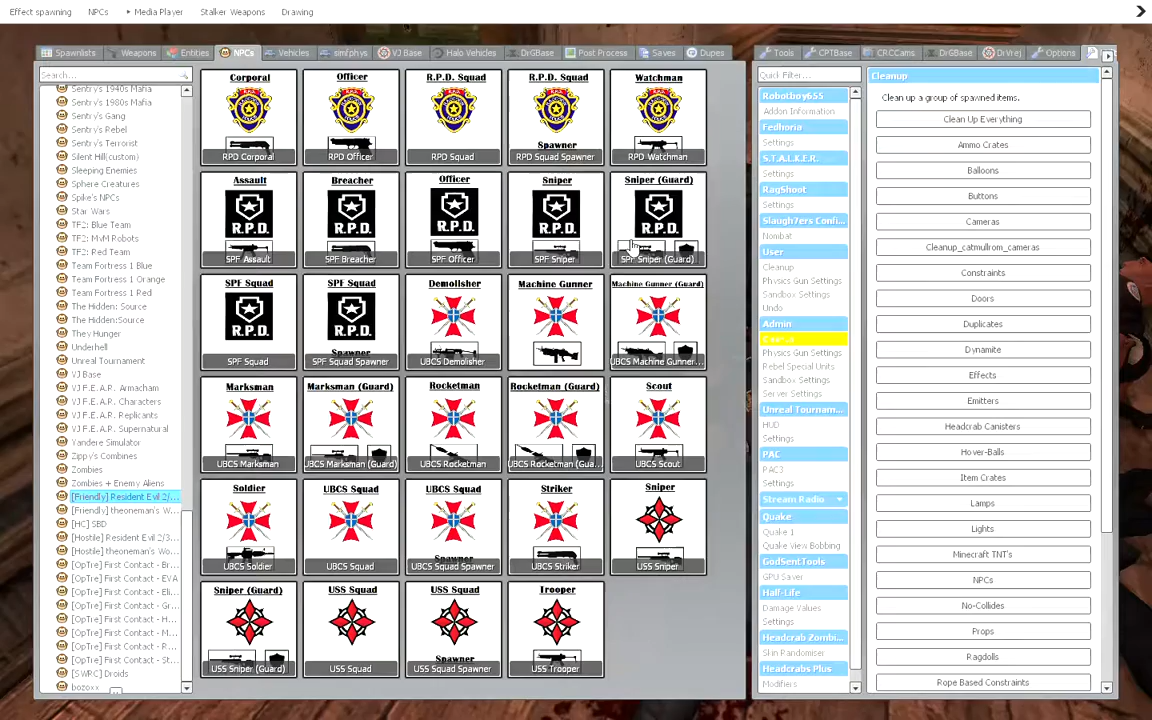 Effect spawning NPCs Media Player Stalker Weapons Drawing
Spawnlists Weapons Entities NPCs Vehicles simfphys VJ Base Halo Vehicles DrGBase Post Process Saves Dupes
Search...
Sentry's 1940s Mafia
Sentry's 1980s Mafia
Sentry's Gang
Sentry's Rebel
Sentry's Terrorist
Silent Hill(custom)
Sleeping Enemies
Sphere Creatures
Spike's NPCs
Star Wars
TF2: Blue Team
TF2: MvM Robots
TF2: Red Team
Team Fortress 1 Blue
Team Fortress 1 Orange
Team Fortress 1 Red
The Hidden: Source
The Hidden:Source
They Hunger
Underhell
Unreal Tournament
VJ Base
VJ F.E.A.R. Armacham
VJ F.E.A.R. Characters
VJ F.E.A.R. Replicants
VJ F.E.A.R. Supernatural
Yandere Simulator
Zippy's Combines
Zombies
Zombies + Enemy Aliens
[Friendly] Resident Evil 2/...
[Friendly] theoneman's W...
[HC] SBD
[Hostile] Resident Evil 2/3...
[Hostile] theoneman's Wo...
[OpTre] First Contact - Br...
[OpTre] First Contact - EVA
[OpTre] First Contact - Eli...
[OpTre] First Contact - Gr...
[OpTre] First Contact - H...
[OpTre] First Contact - M...
[OpTre] First Contact - R...
[OpTre] First Contact - St...
[SWRC] Droids
bozoxx
Corporal Officer R.P.D. Squad R.P.D. Squad Watchman
Spawner
RPD Corporal RPD Officer RPD Squad RPD Squad Spawner RPD Watchman
Assault Breacher Officer Sniper Sniper (Guard)
R.P.D. R.P.D. R.P.D. R.P.D. R.P.D.
SPF Assault SPF Breacher SPF Officer SPF Sniper SPF Sniper (Guard)
SPF Squad SPF Squad Demolisher Machine Gunner Machine Gunner (Guard)
R.P.D. R.P.D.
Spawner
SPF Squad SPF Squad Spawner UBCS Demolisher UBCS Machine Gunner...
Marksman Marksman (Guard) Rocketman Rocketman (Guard) Scout
UBCS Marksman UBCS Marksman (Guard) UBCS Rocketman UBCS Rocketman (Gua... UBCS Scout
Soldier UBCS Squad UBCS Squad Striker Sniper
Spawner
UBCS Soldier UBCS Squad UBCS Squad Spawner UBCS Striker USS Sniper
Sniper (Guard) USS Squad USS Squad Trooper
Spawner
USS Sniper (Guard) USS Squad USS Squad Spawner USS Trooper
Tools CPTBase CRCCams DrGBase DrVrej Options
Quick Filter...
Robotboy655
Addon Information
Fedhoria
Settings
S.T.A.L.K.E.R.
Settings
RagShoot
Settings
Slaugh7ers Confi...
Nombat
User
Cleanup
Physics Gun Settings
Sandbox Settings
Undo
Admin
Physics Gun Settings
Rebel Special Units
Sandbox Settings
Server Settings
Unreal Tournam...
HUD
Settings
PAC
PAC3
Settings
Stream Radio
Quake
Quake 1
Quake View Bobbing
GodSentTools
GPU Saver
Half-Life
Damage Values
Settings
Headcrab Zombi...
Skin Randomiser
Headcrabs Plus
Modifiers
Cleanup
Clean up a group of spawned items.
Clean Up Everything
Ammo Crates
Balloons
Buttons
Cameras
Cleanup_catmullrom_cameras
Constraints
Doors
Duplicates
Dynamite
Effects
Emitters
Headcrab Canisters
Hover-Balls
Item Crates
Lamps
Lights
Minecraft TNT's
NPCs
No-Collides
Props
Ragdolls
Rope Based Constraints